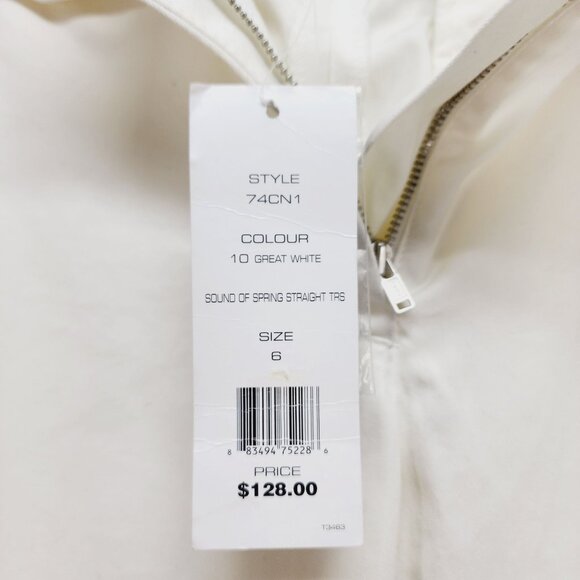 STYLE
74CN1
COLOUR
10 GREAT WHITE
SOUND OF SPRING STRAIGHT TRS
SIZE
6
8 83494 75228 6
PRICE
$128.00
T3463